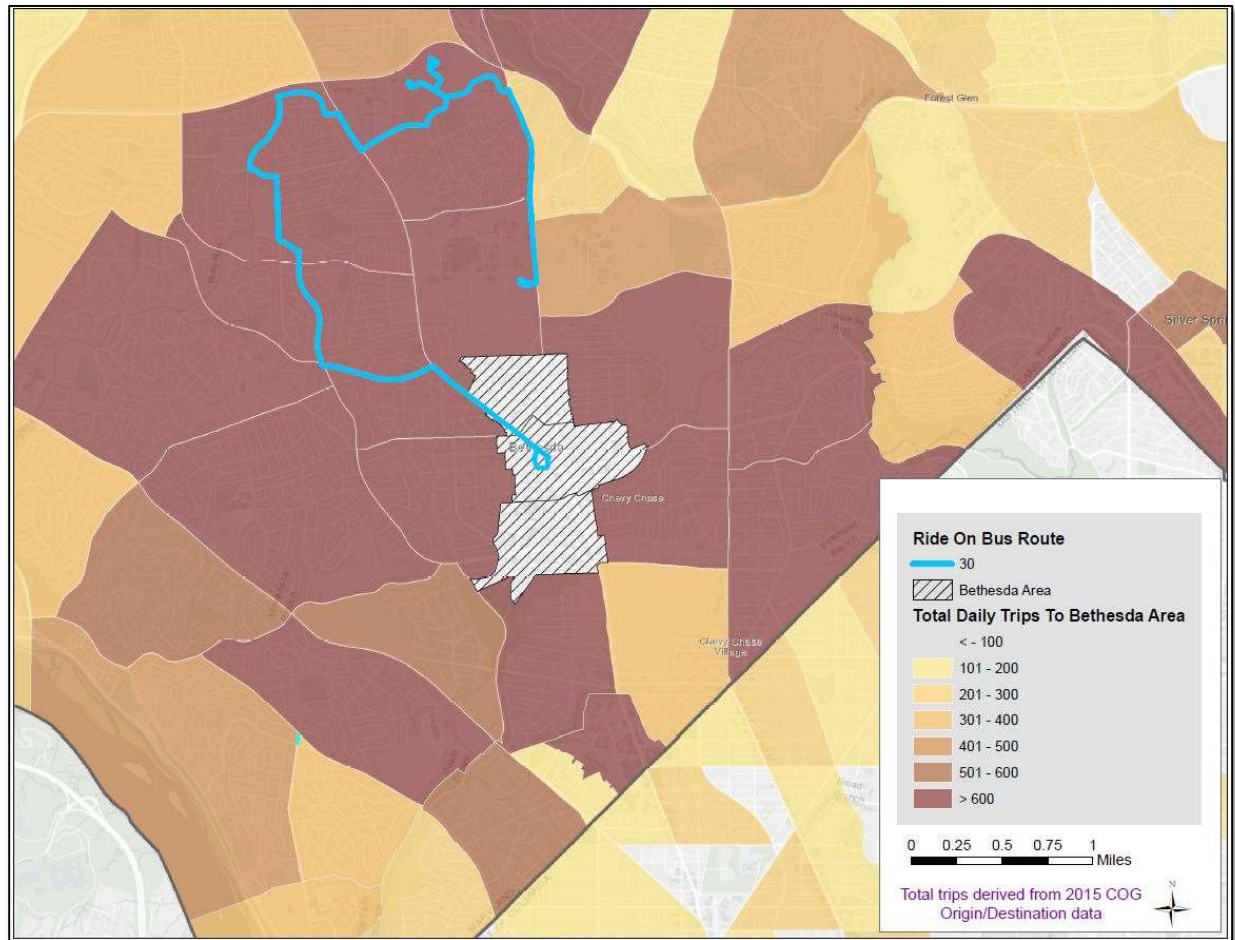 Forest Glen
Silver Spri
Bethesda
Chevy Chase
Chevy Chase
Village
Ride On Bus Route
30
Bethesda Area
Total Daily Trips To Bethesda Area
< - 100
101 - 200
201 - 300
301 - 400
401 - 500
501 - 600
> 600
0 0.25 0.5 0.75 1
Miles
Total trips derived from 2015 COG
Origin/Destination data
N